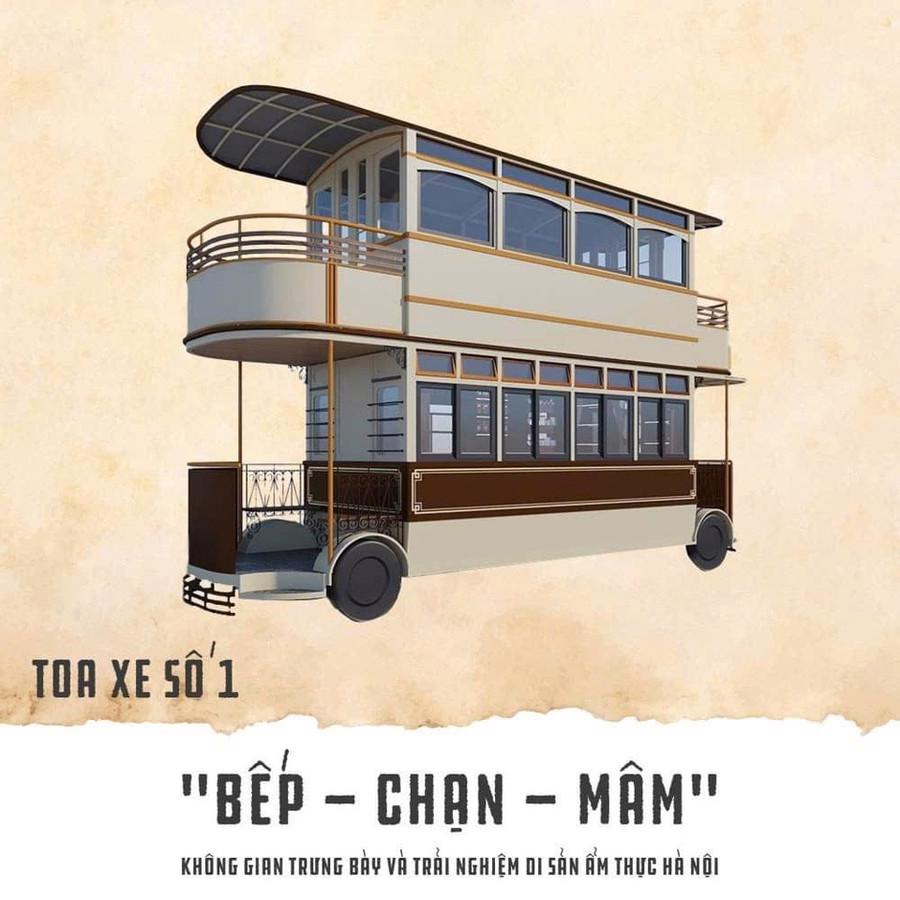 TOA XE SỐ 1
"BẾP – CHẠN – MÂM"
KHÔNG GIAN TRƯNG BÀY VÀ TRẢI NGHIỆM DI SẢN ẨM THỰC HÀ NỘI